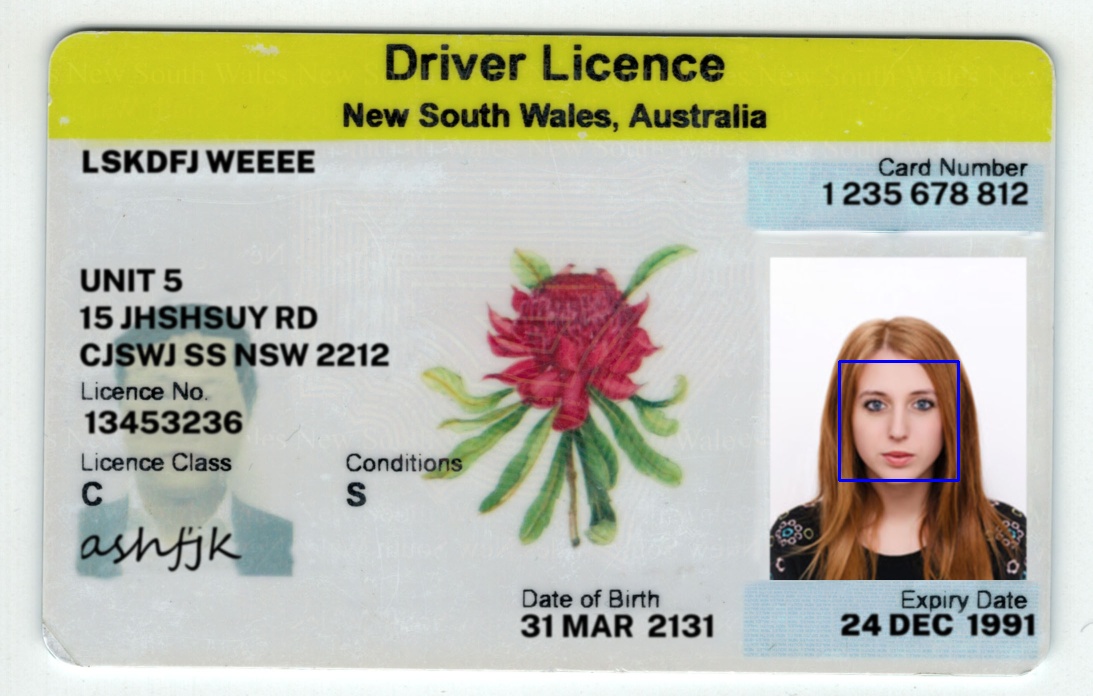 Driver Licence
New South Wales, Australia
LSKDFJ WEEEE
Card Number
1 235 678 812
UNIT 5
15 JHSHSUY RD
CJSWJ SS NSW 2212
Licence No.
13453236
Licence Class
Conditions
C
S
ashfjk
Date of Birth
31 MAR 2131
Expiry Date
24 DEC 1991